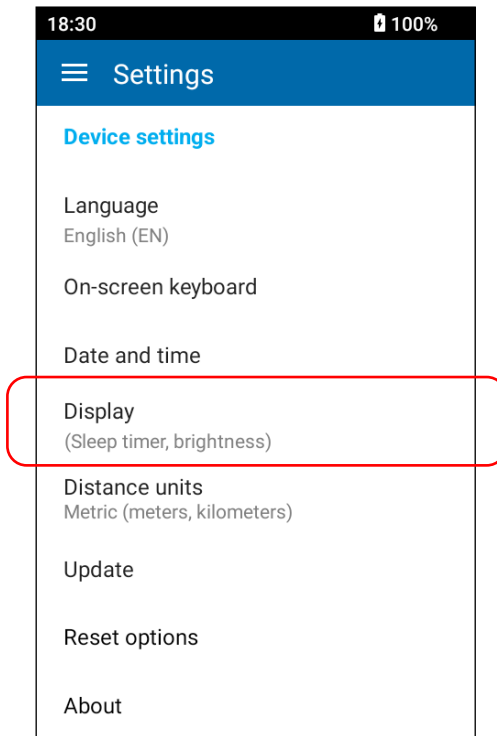 18:30 100%
Settings
Device settings
Language
English (EN)
On-screen keyboard
Date and time
Display
(Sleep timer, brightness)
Distance units
Metric (meters, kilometers)
Update
Reset options
About